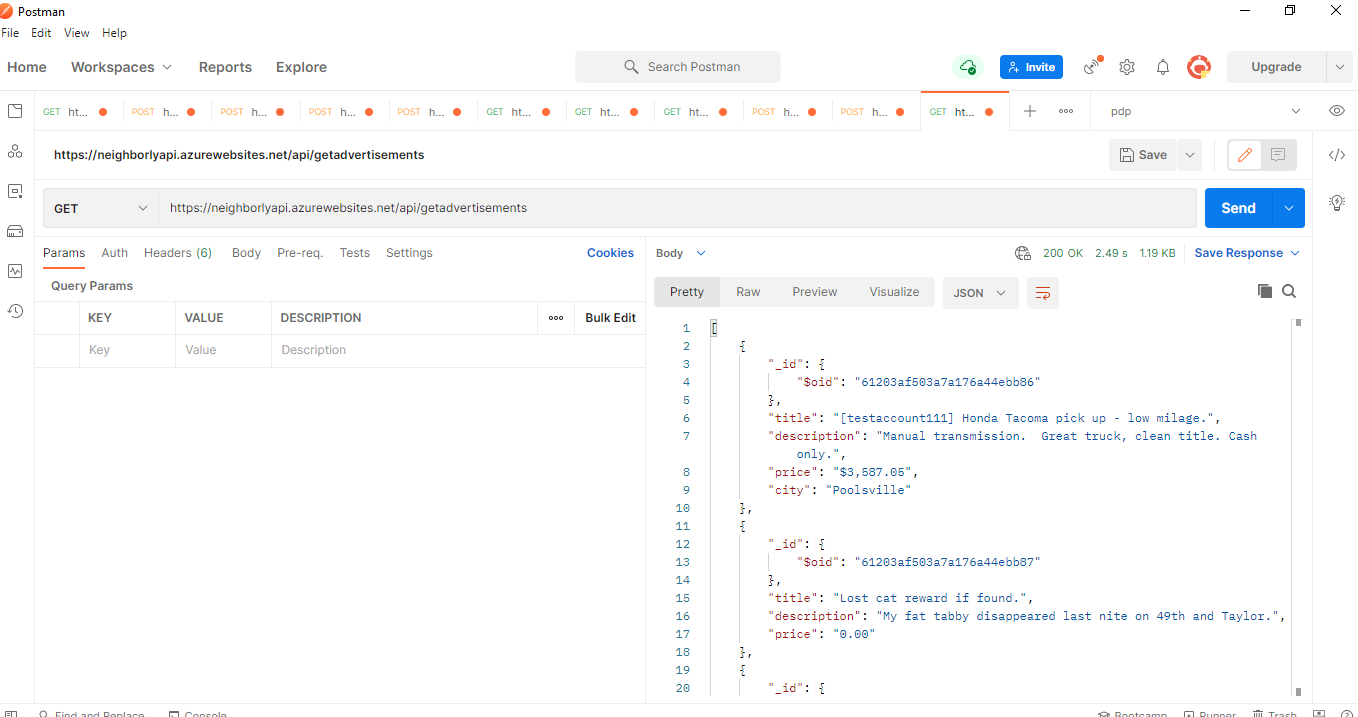 Postman
File Edit View Help
Home Workspaces Reports Explore Search Postman Invite Upgrade
GET ht... POST h... POST h... POST h... POST h... GET ht... GET ht... GET ht... POST h... POST h... GET ht... pdp
https://neighborlyapi.azurewebsites.net/api/getadvertisements Save
GET https://neighborlyapi.azurewebsites.net/api/getadvertisements Send
Params Auth Headers (6) Body Pre-req. Tests Settings Cookies
Query Params
KEY VALUE DESCRIPTION Bulk Edit
Key Value Description
Body 200 OK 2.49 s 1.19 KB Save Response
Pretty Raw Preview Visualize JSON
1 [
2 {
3 "_id": {
4 "$oid": "61203af503a7a176a44ebb86"
5 },
6 "title": "[testaccount111] Honda Tacoma pick up - low milage.",
7 "description": "Manual transmission.  Great truck, clean title. Cash
only.",
8 "price": "$3,587.05",
9 "city": "Poolsville"
10 },
11 {
12 "_id": {
13 "$oid": "61203af503a7a176a44ebb87"
14 },
15 "title": "Lost cat reward if found.",
16 "description": "My fat tabby disappeared last nite on 49th and Taylor.",
17 "price": "0.00"
18 },
19 {
20 "_id": {
Find and Replace Console Bootcamp Runner Trash